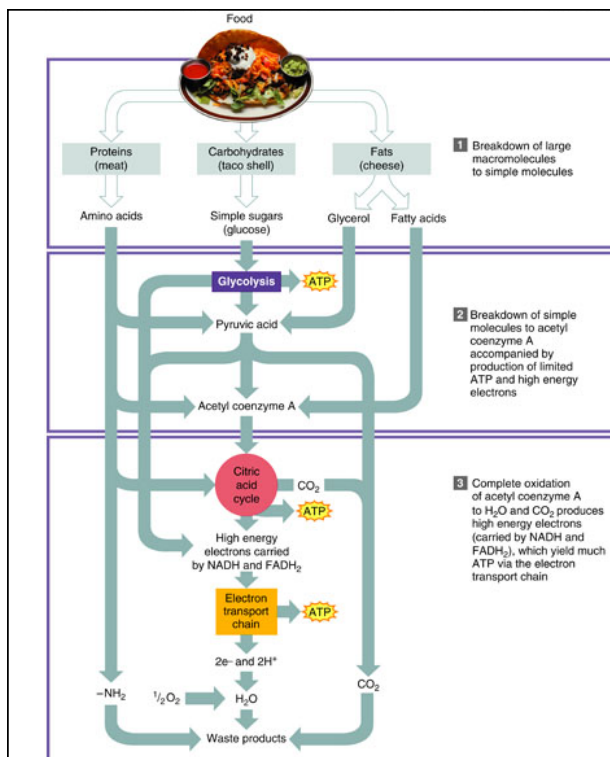 Food
Proteins
(meat)
Carbohydrates
(taco shell)
Fats
(cheese)
1 Breakdown of large
macromolecules
to simple molecules
Amino acids
Simple sugars
(glucose)
Glycerol
Fatty acids
Glycolysis
ATP
Pyruvic acid
2 Breakdown of simple
molecules to acetyl
coenzyme A
accompanied by
production of limited
ATP and high energy
electrons
Acetyl coenzyme A
Citric
acid
cycle
CO₂
ATP
3 Complete oxidation
of acetyl coenzyme A
to H₂O and CO₂ produces
high energy electrons
(carried by NADH and
FADH₂), which yield much
ATP via the electron
transport chain
High energy
electrons carried
by NADH and FADH₂
Electron
transport
chain
ATP
2e⁻ and 2H⁺
–NH₂
½O₂
H₂O
CO₂
Waste products